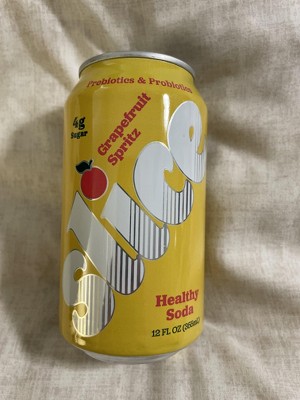 Prebiotics & Probiotics
4g
Sugar
Grapefruit
Spritz
slice
Healthy
Soda
12 FL OZ (355mL)